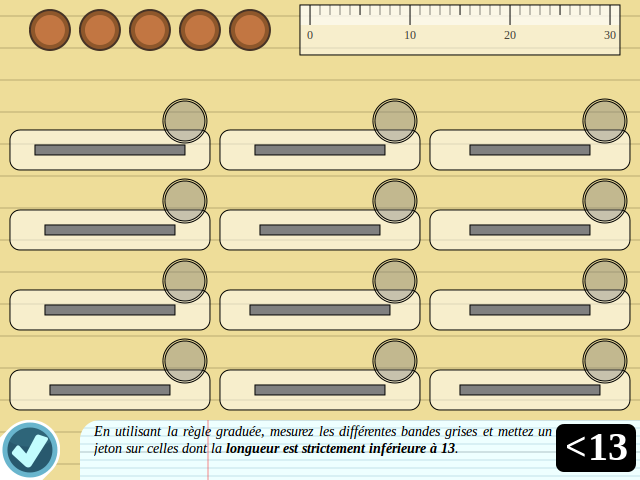 0 10 20 30
En utilisant la règle graduée, mesurez les différentes bandes grises et mettez un
jeton sur celles dont la longueur est strictement inférieure à 13.
<13